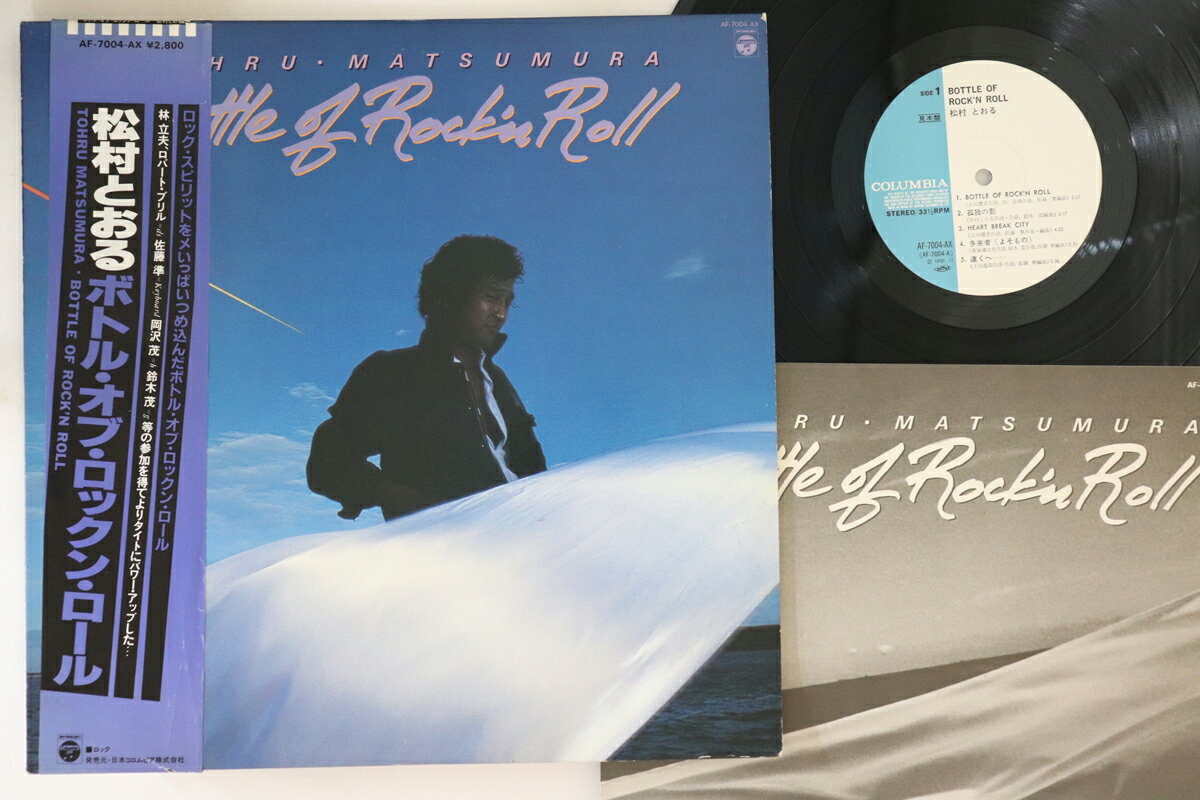 AF-7004-AX ¥2,800
松村とおる
TOHRU MATSUMURA・BOTTLE OF ROCK'N ROLL
ボトル・オブ・ロックン・ロール
ロック・スピリットをメいっぱいつめ込んだボトル・オブ・ロックン・ロール
林 立夫、ロバート・ブリル=ds 佐藤 準=Keyboard 岡沢 茂=b 鈴木 茂=g 等の参加を得てよりタイトにパワー・アップした…
■ロック
発売元・日本コロムビア株式会社
AF-7004-AX
HRU・MATSUMURA
ttle of Rock'n Roll
SIDE 1
BOTTLE OF
ROCK'N ROLL
見本盤
松村 とおる
COLUMBIA
STEREO/33⅓RPM
AF-7004-AX
(AF-7004-A)
1. BOTTLE OF ROCK'N ROLL
2. 孤独の影
3. HEART BREAK CITY
4. 多余者(よそもの)
5. 遠くへ……
AF-
RU・MATSUMURA
ttle of Rock'n Roll